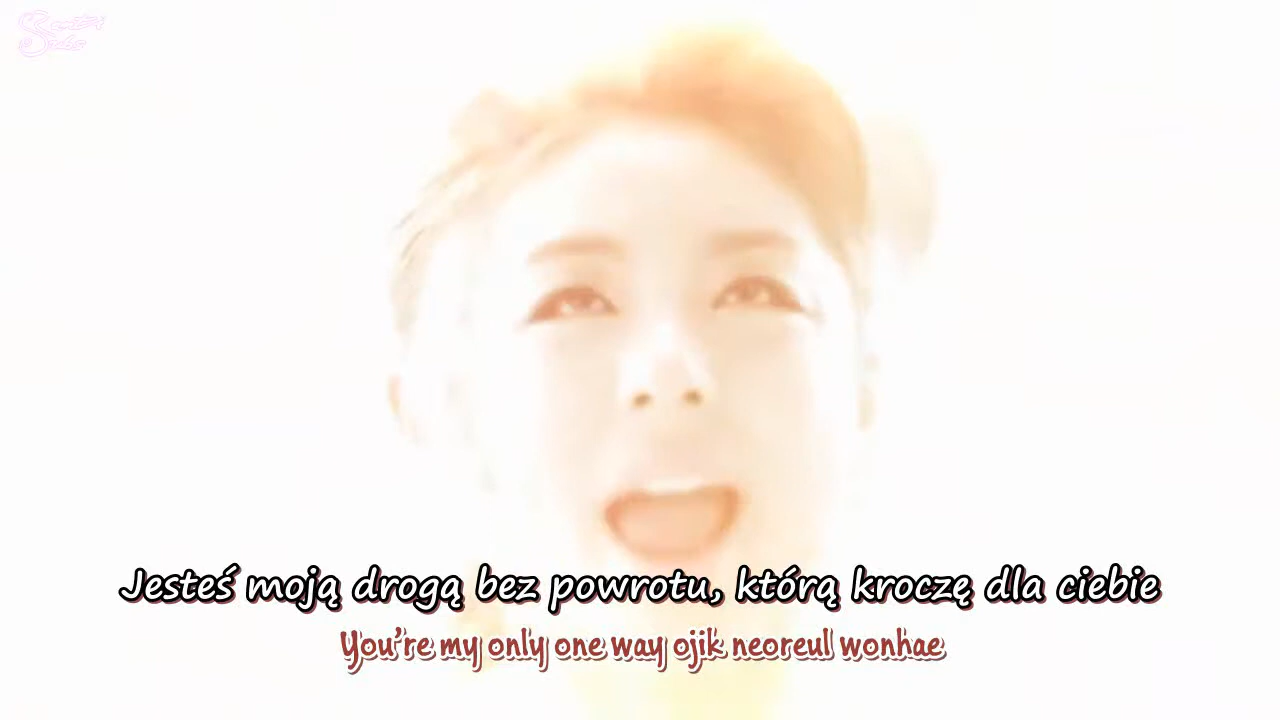 Jesteś moją drogą bez powrotu, którą kroczę dla ciebie
You're my only one way ojik neoreul wonhae